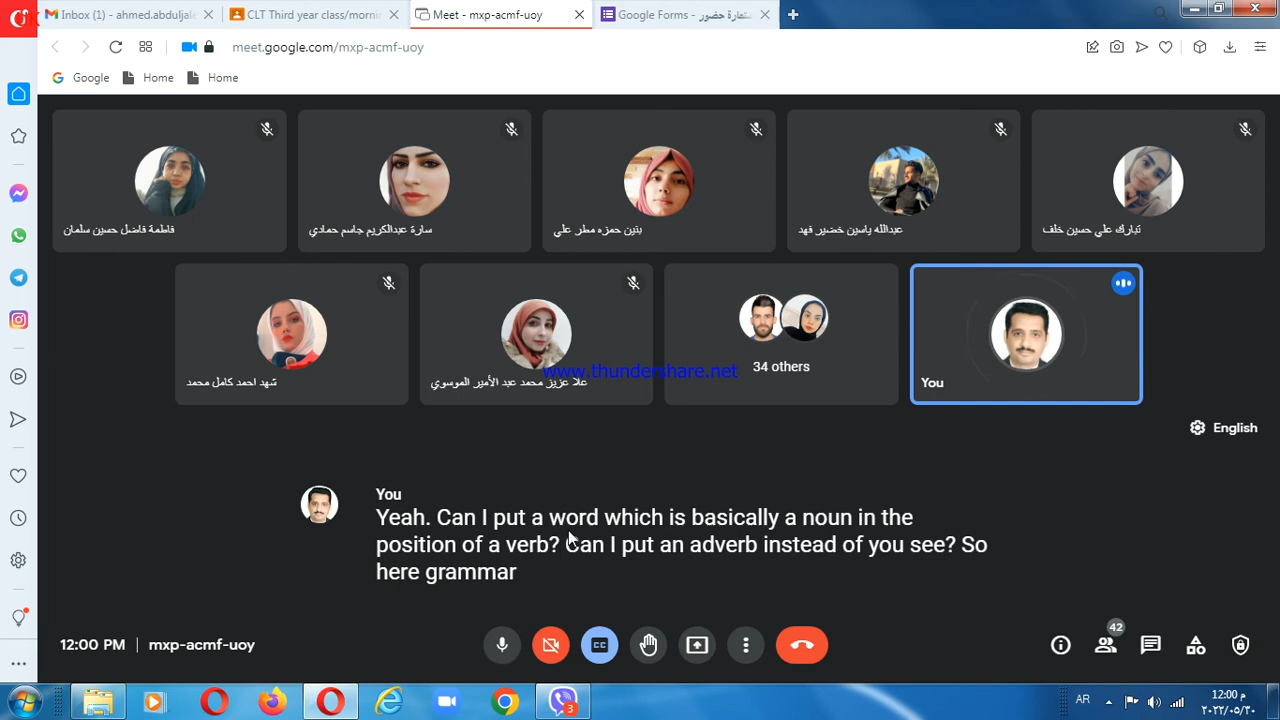 Inbox (1) - ahmed.abduljale
CLT Third year class/morni
Meet - mxp-acmf-uoy
Google Forms - استمارة حضور
meet.google.com/mxp-acmf-uoy
Google
Home
Home
فاطمة فاضل حسين سلمان
سارة عبدالكريم جاسم حمادي
بنين حمزه مطر علي
عبدالله ياسين خضير فهد
تبارك علي حسين خلف
شهد احمد كامل محمد
علا عزيز محمد عبد الأمير الموسوي
34 others
You
www.thundershare.net
English
You
Yeah. Can I put a word which is basically a noun in the
position of a verb? Can I put an adverb instead of you see? So
here grammar
12:00 PM
mxp-acmf-uoy
CC
42
3
AR
12:00 م
٢٠٢٢/٠٥/٣٠